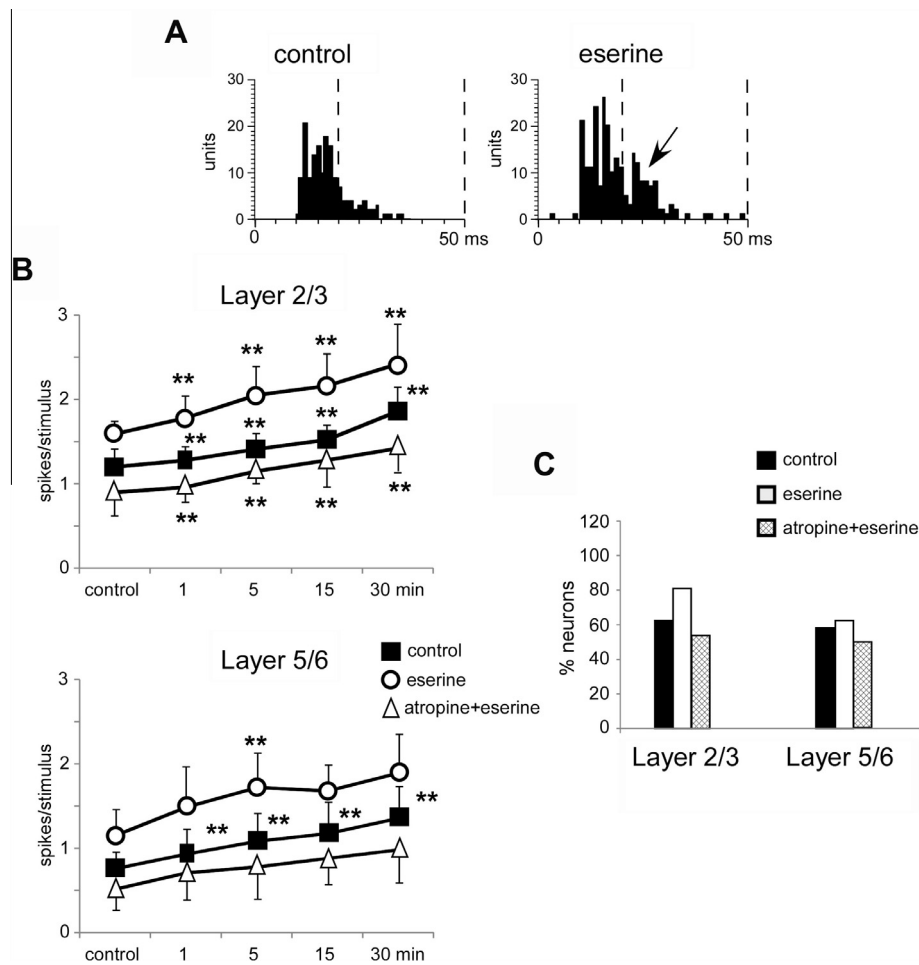 A
control
eserine
30
20
10
0
units
0
50 ms
30
20
10
0
units
0
50 ms
B
Layer 2/3
3
2
1
0
spikes/stimulus
**
**
**
**
**
**
**
**
**
**
**
**
control
1
5
15
30 min
Layer 5/6
control
eserine
atropine+eserine
3
2
1
0
spikes/stimulus
**
**
**
**
**
control
1
5
15
30 min
C
control
eserine
atropine+eserine
120
100
80
60
40
20
0
% neurons
Layer 2/3
Layer 5/6